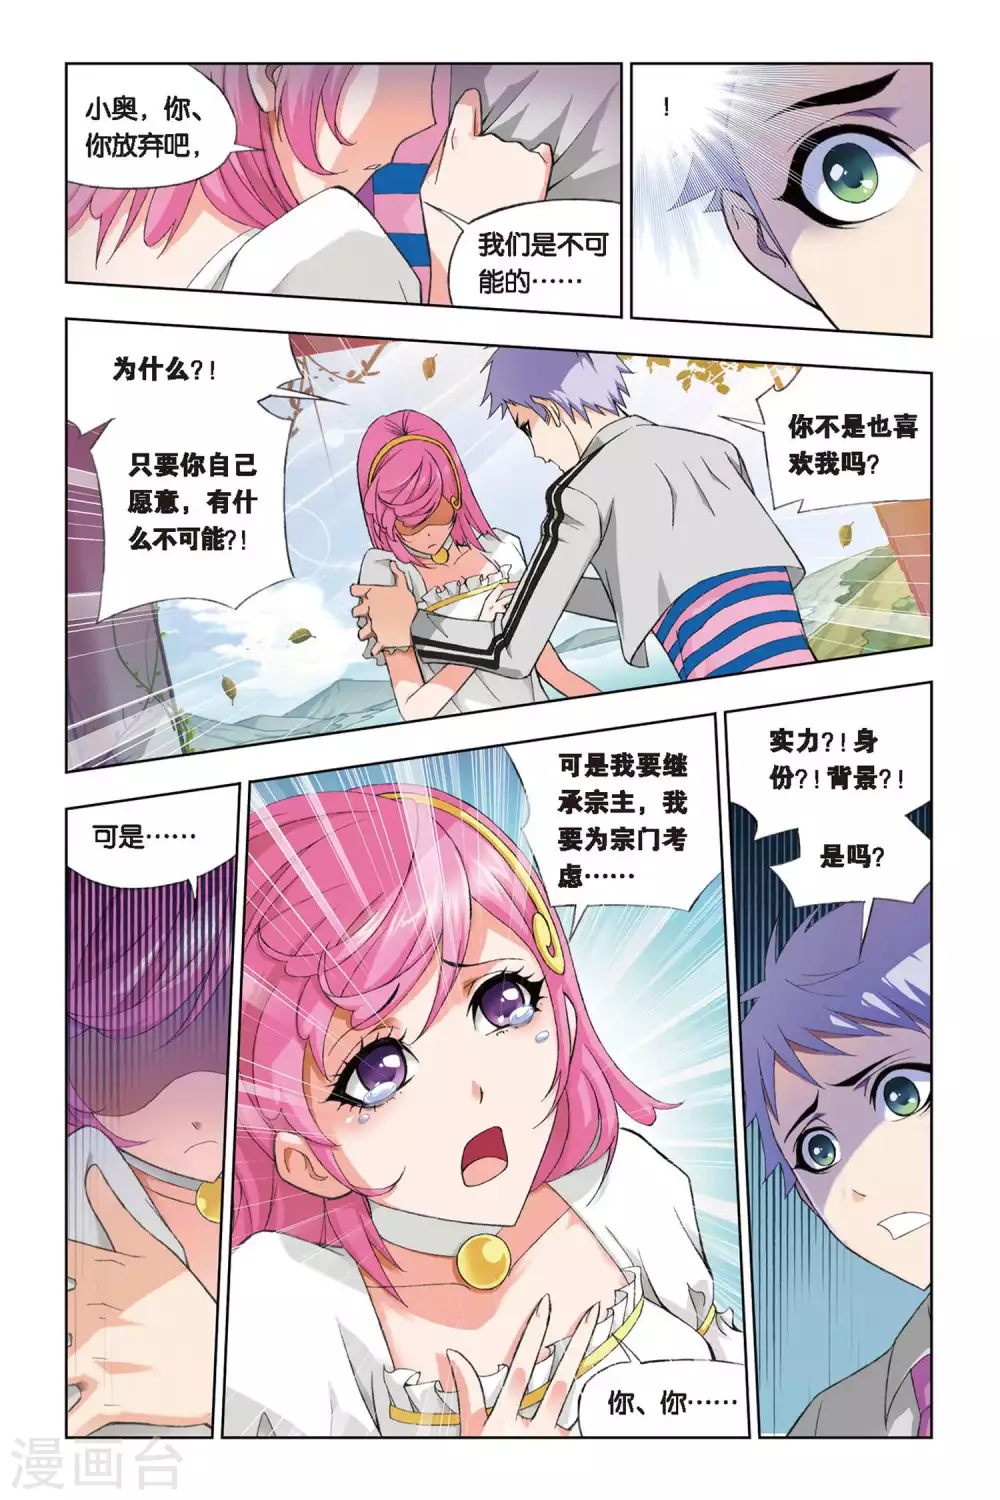 小奥，你、
你放弃吧，
我们是不可
能的……
！
为什么？！
只要你自己
愿意，有什
么不可能？！
你不是也喜
欢我吗？
可是……
可是我要继
承宗主，我
要为宗门考
虑……
你、你……
实力？！身
份？！背景？！
是吗？
漫画台